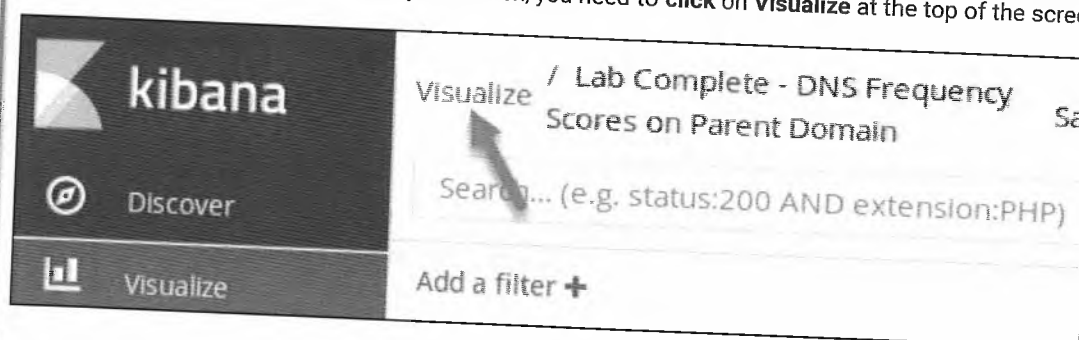 you need to click on Visualize at the top of the scree
kibana
Visualize / Lab Complete - DNS Frequency
Scores on Parent Domain
Sa
Search... (e.g. status:200 AND extension:PHP)
Discover
Add a filter +
Visualize